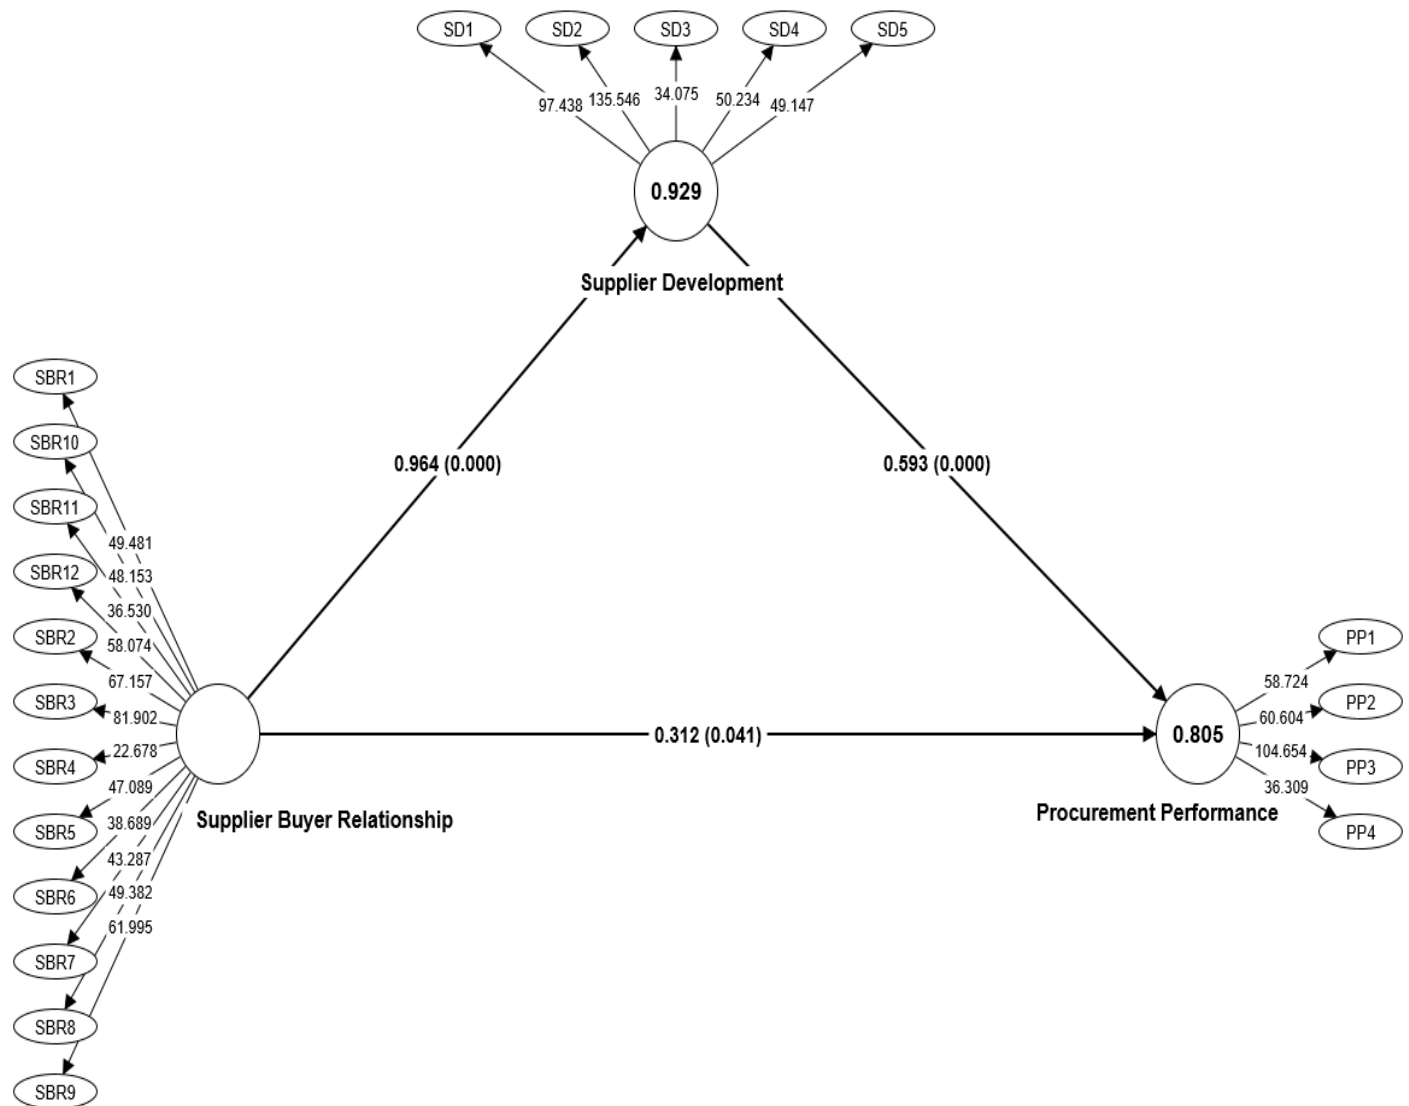 SD1 SD2 SD3 SD4 SD5
97.438 135.546 34.075 50.234 49.147
0.929
Supplier Development
SBR1
SBR10
SBR11
SBR12
SBR2
SBR3
SBR4
SBR5
SBR6
SBR7
SBR8
SBR9
49.481
48.153
36.530
58.074
67.157
81.902
22.678
47.089
38.689
43.287
49.382
61.995
Supplier Buyer Relationship
0.964 (0.000)
0.593 (0.000)
0.312 (0.041)
0.805
Procurement Performance
58.724
60.604
104.654
36.309
PP1
PP2
PP3
PP4